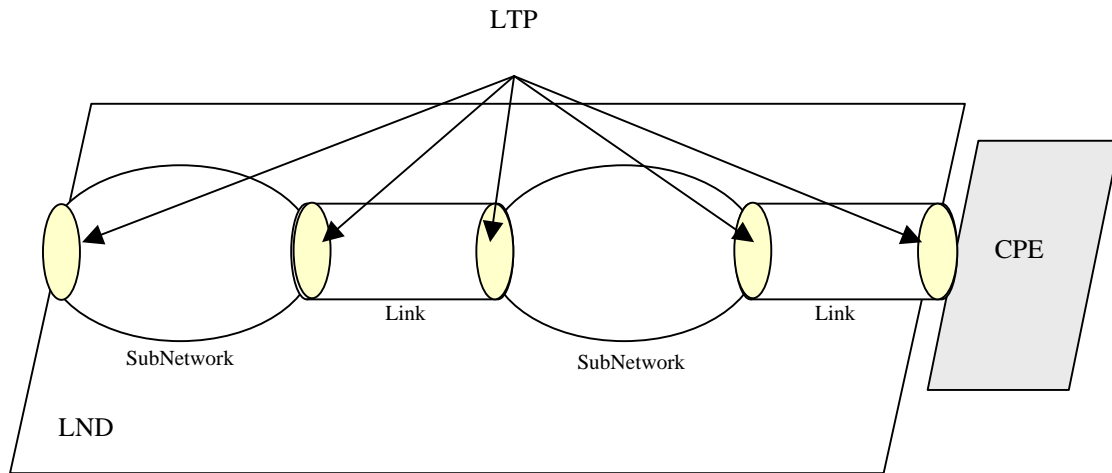 LTP
CPE
Link
Link
SubNetwork
SubNetwork
LND